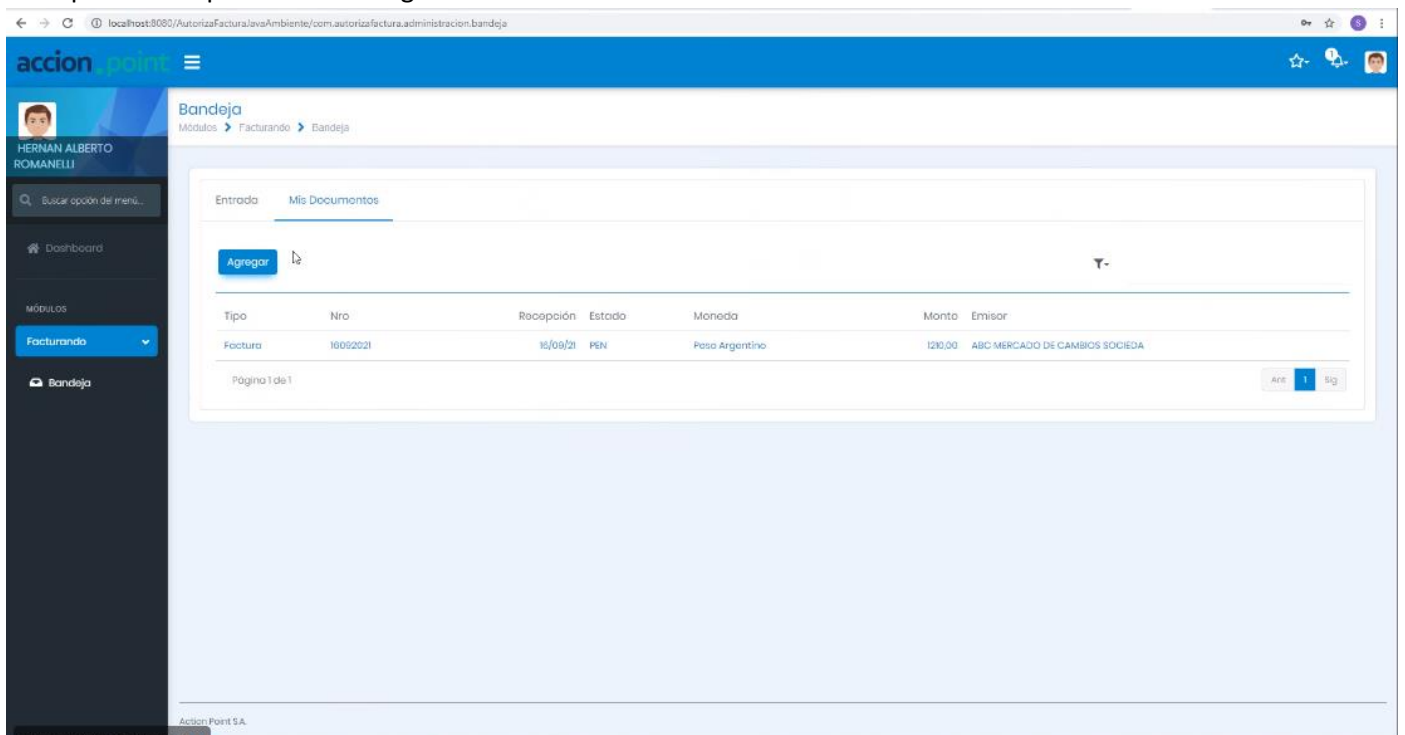 localhost:8080/AutorizaFacturaJavaAmbiente/com.autorizafactura.administracion.bandeja
accion.point
1
HERNAN ALBERTO
ROMANELLI
Buscar opción del menú...
Dashboard
MÓDULOS
Facturando
Bandeja
Bandeja
Módulos > Facturando > Bandeja
Entrada Mis Documentos
Agregar
Tipo Nro Recepción Estado Moneda Monto Emisor
Factura 16092021 16/09/21 PEN Peso Argentino 1210,00 ABC MERCADO DE CAMBIOS SOCIEDA
Página 1 de 1 Ant 1 Sig
Action Point S.A.
S